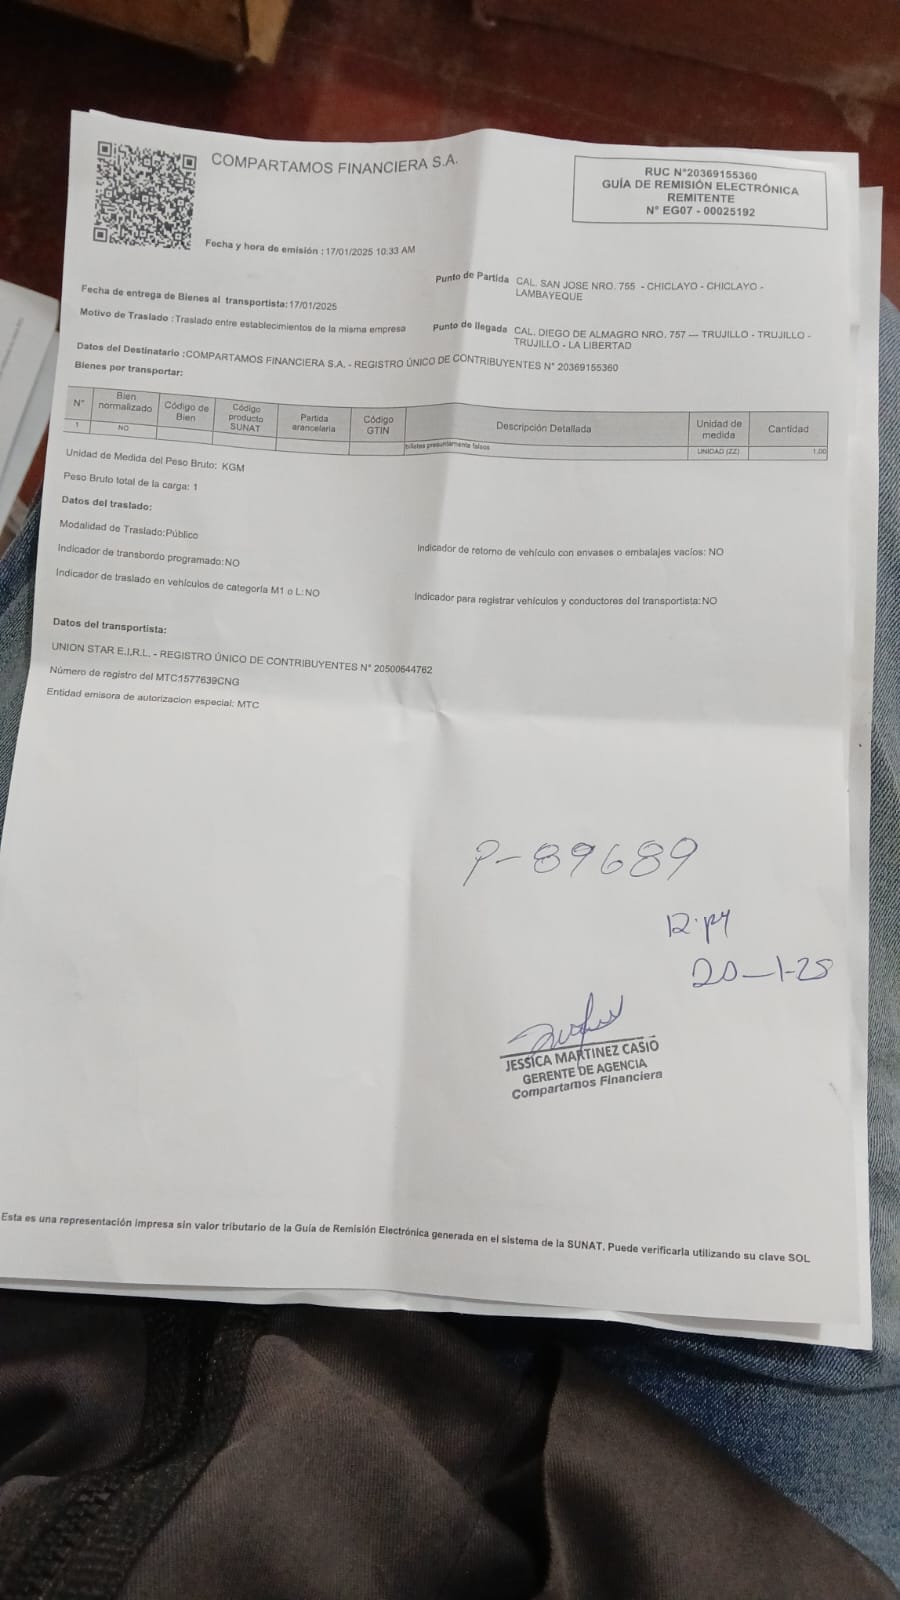 COMPARTAMOS FINANCIERA S.A.
RUC N°20369155360
GUÍA DE REMISIÓN ELECTRÓNICA
REMITENTE
N° EG07 - 00025192
Fecha y hora de emisión : 17/01/2025 10:33 AM
Punto de Partida CAL. SAN JOSE NRO. 755 - CHICLAYO - CHICLAYO -
LAMBAYEQUE
Fecha de entrega de Bienes al transportista:17/01/2025
Motivo de Traslado :Traslado entre establecimientos de la misma empresa
Punto de llegada CAL. DIEGO DE ALMAGRO NRO. 757 --- TRUJILLO - TRUJILLO -
TRUJILLO - LA LIBERTAD
Datos del Destinatario :COMPARTAMOS FINANCIERA S.A. - REGISTRO ÚNICO DE CONTRIBUYENTES N° 20369155360
Bienes por transportar:
N° Bien normalizado Código de Bien Código producto SUNAT Partida arancelaria Código GTIN Descripción Detallada Unidad de medida Cantidad
1 NO billetes presuntamente falsos UNIDAD (ZZ) 1.00
Unidad de Medida del Peso Bruto: KGM
Peso Bruto total de la carga: 1
Datos del traslado:
Modalidad de Traslado:Público
Indicador de transbordo programado:NO
Indicador de retorno de vehículo con envases o embalajes vacíos: NO
Indicador de traslado en vehículos de categoría M1 o L:NO
Indicador para registrar vehículos y conductores del transportista: NO
Datos del transportista:
UNION STAR E.I.R.L. - REGISTRO ÚNICO DE CONTRIBUYENTES N° 20500644762
Número de registro del MTC:1577639CNG
Entidad emisora de autorizacion especial: MTC
P-89689
20-1-25
JESSICA MARTINEZ CASIO
GERENTE DE AGENCIA
Compartamos Financiera
Esta es una representación impresa sin valor tributario de la Guía de Remisión Electrónica generada en el sistema de la SUNAT. Puede verificarla utilizando su clave SOL